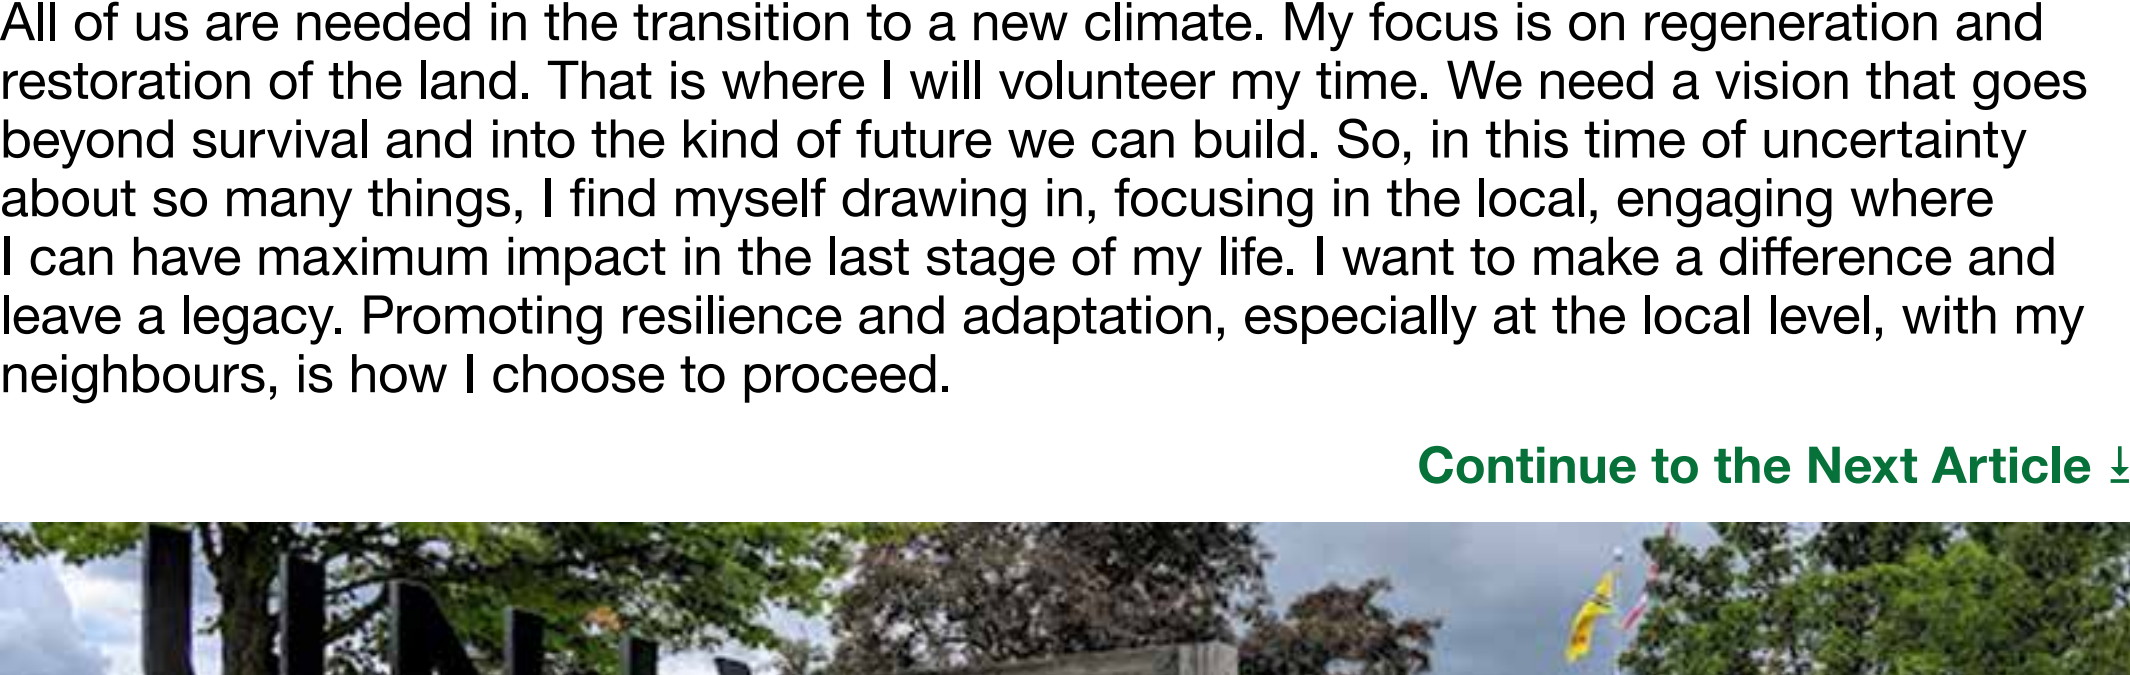 All of us are needed in the transition to a new climate. My focus is on regeneration and
restoration of the land. That is where I will volunteer my time. We need a vision that goes
beyond survival and into the kind of future we can build. So, in this time of uncertainty
about so many things, I find myself drawing in, focusing in the local, engaging where
I can have maximum impact in the last stage of my life. I want to make a difference and
leave a legacy. Promoting resilience and adaptation, especially at the local level, with my
neighbours, is how I choose to proceed.
Continue to the Next Article